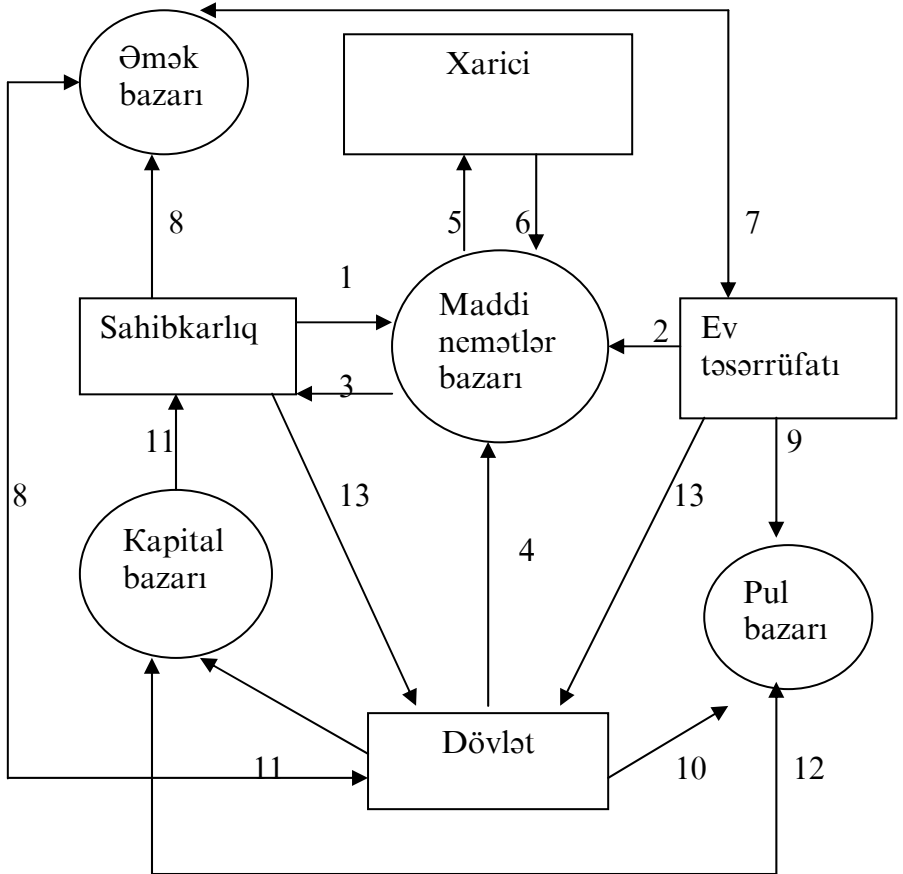 Əmək
bazarı
Xarici
8
5
6
7
1
Sahibkarlıq
Maddi
nemətlər
bazarı
2
Ev
təsərrüfatı
3
11
9
8
13
13
Kapital
bazarı
4
Pul
bazarı
Dövlət
11
10
12